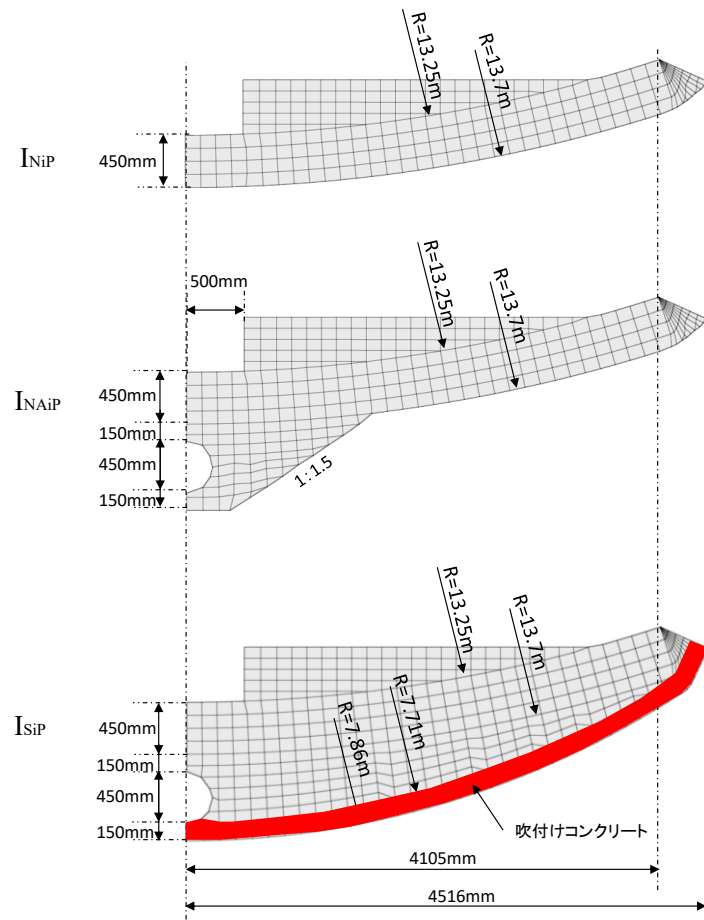 R=13.25m
R=13.7m
I_NiP
450mm
500mm
R=13.25m
R=13.7m
I_NAiP
450mm
150mm
450mm
150mm
1:1.5
R=13.25m
R=13.7m
R=7.71m
R=7.86m
I_SiP
450mm
150mm
450mm
150mm
吹付けコンクリート
4105mm
4516mm